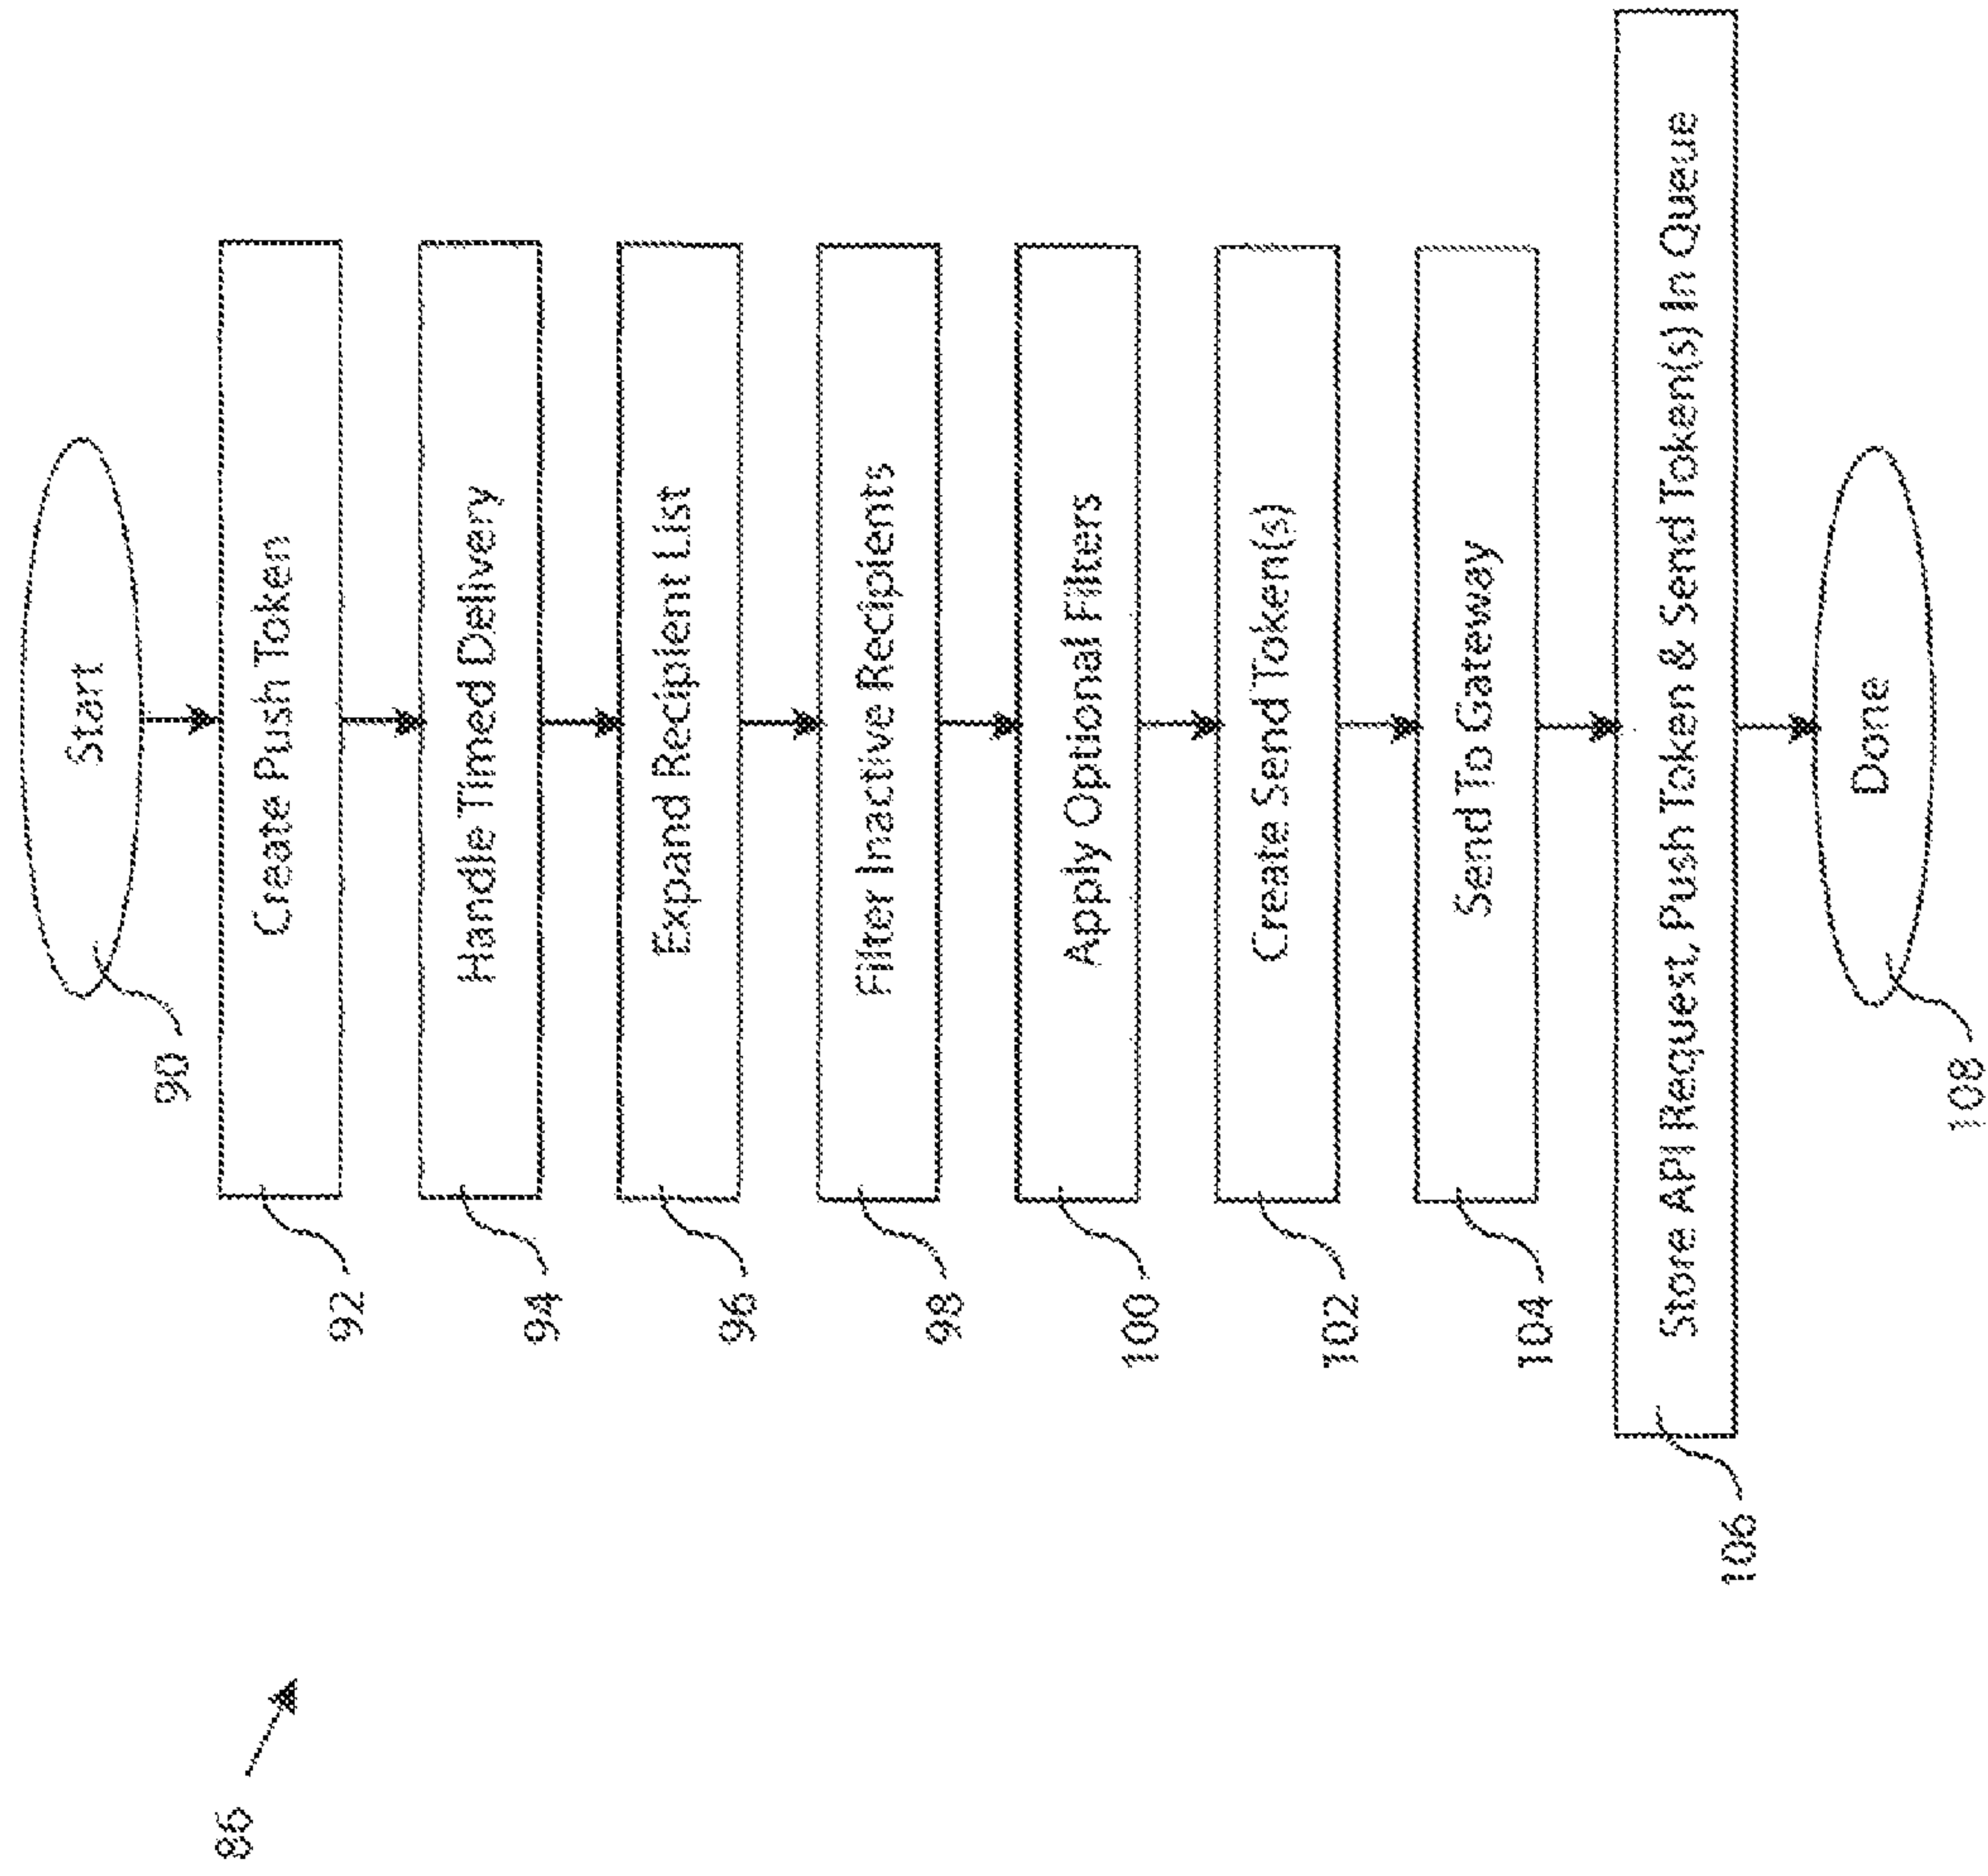 86
Start
90
Create Push Token
92
Handle Timed Delivery
94
Expand Recipient List
96
Filter Inactive Recipients
98
Apply Optional Filters
100
Create Send Token(s)
102
Send To Gateway
104
Store API Request, Push Token & Send Token(s) In Queue
106
Done
108